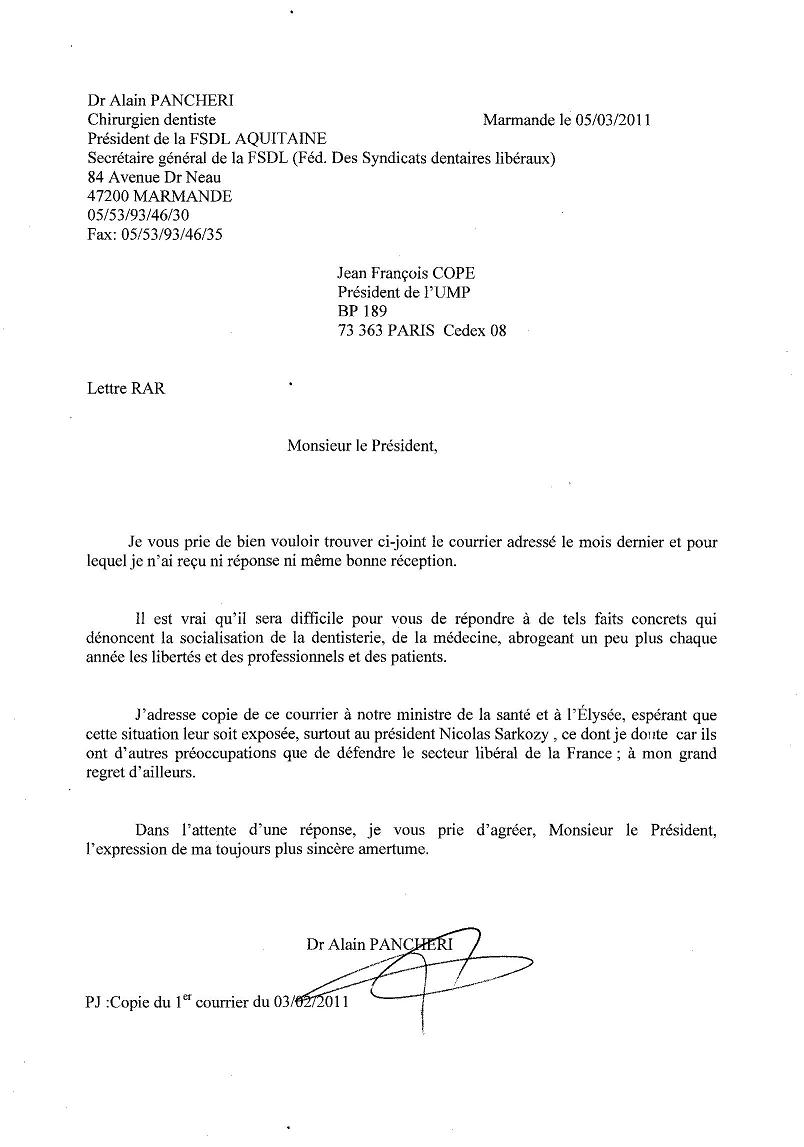 Dr Alain PANCHERI
Chirurgien dentiste Marmande le 05/03/2011
Président de la FSDL AQUITAINE
Secrétaire général de la FSDL (Féd. Des Syndicats dentaires libéraux)
84 Avenue Dr Neau
47200 MARMANDE
05/53/93/46/30
Fax: 05/53/93/46/35
Jean François COPE
Président de l’UMP
BP 189
73 363 PARIS Cedex 08
Lettre RAR
Monsieur le Président,
Je vous prie de bien vouloir trouver ci-joint le courrier adressé le mois dernier et pour
lequel je n’ai reçu ni réponse ni même bonne réception.
Il est vrai qu’il sera difficile pour vous de répondre à de tels faits concrets qui
dénoncent la socialisation de la dentisterie, de la médecine, abrogeant un peu plus chaque
année les libertés et des professionnels et des patients.
J’adresse copie de ce courrier à notre ministre de la santé et à l’Élysée, espérant que
cette situation leur soit exposée, surtout au président Nicolas Sarkozy , ce dont je doute car ils
ont d’autres préoccupations que de défendre le secteur libéral de la France ; à mon grand
regret d’ailleurs.
Dans l’attente d’une réponse, je vous prie d’agréer, Monsieur le Président,
l’expression de ma toujours plus sincère amertume.
Dr Alain PANCHERI
PJ :Copie du 1er courrier du 03/02/2011